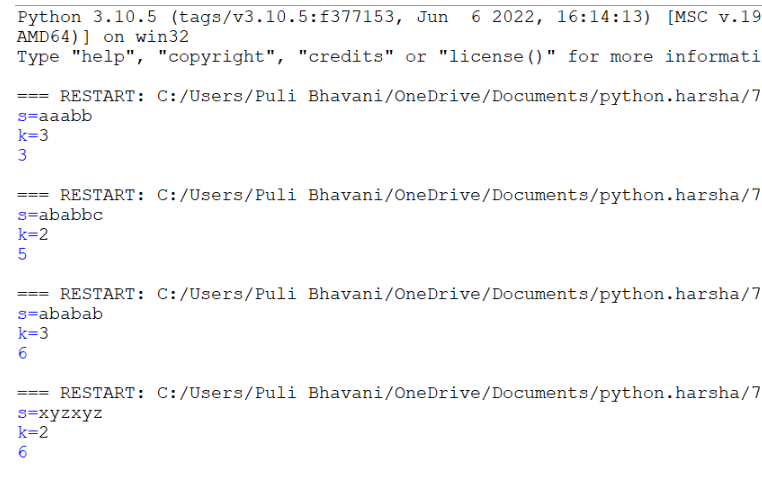 Python 3.10.5 (tags/v3.10.5:f377153, Jun  6 2022, 16:14:13) [MSC v.19
AMD64)] on win32
Type "help", "copyright", "credits" or "license()" for more informati
=== RESTART: C:/Users/Puli Bhavani/OneDrive/Documents/python.harsha/7
s=aaabb
k=3
3
=== RESTART: C:/Users/Puli Bhavani/OneDrive/Documents/python.harsha/7
s=ababbc
k=2
5
=== RESTART: C:/Users/Puli Bhavani/OneDrive/Documents/python.harsha/7
s=ababab
k=3
6
=== RESTART: C:/Users/Puli Bhavani/OneDrive/Documents/python.harsha/7
s=xyzxyz
k=2
6